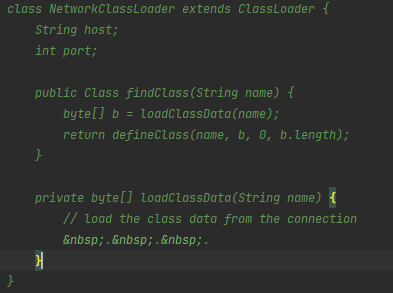 class NetworkClassLoader extends ClassLoader {
    String host;
    int port;

    public Class findClass(String name) {
        byte[] b = loadClassData(name);
        return defineClass(name, b, 0, b.length);
    }

    private byte[] loadClassData(String name) {
        // load the class data from the connection
        &nbsp;.&nbsp;.&nbsp;.
    }
}